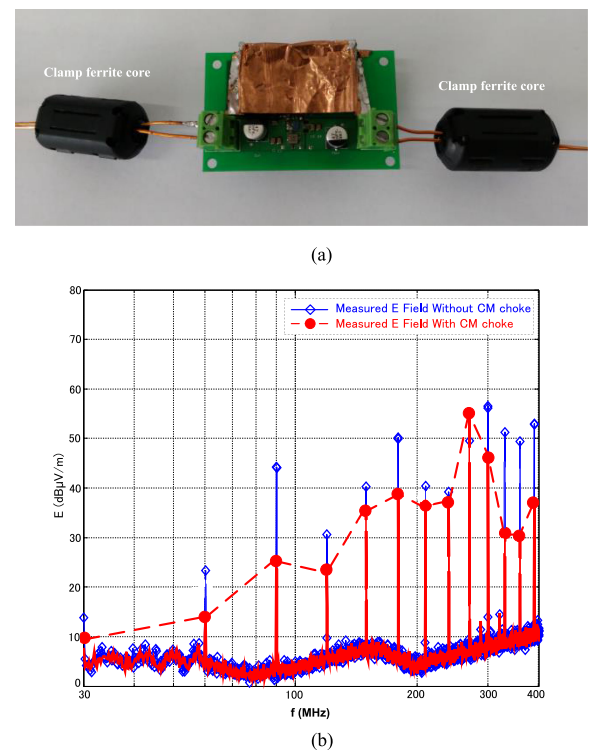 Clamp ferrite core
Clamp ferrite core
(a)
80
70
60
50
40
30
20
10
0
E (dBµV/m)
Measured E Field Without CM choke
Measured E Field With CM choke
30
100
200
300
400
f (MHz)
(b)